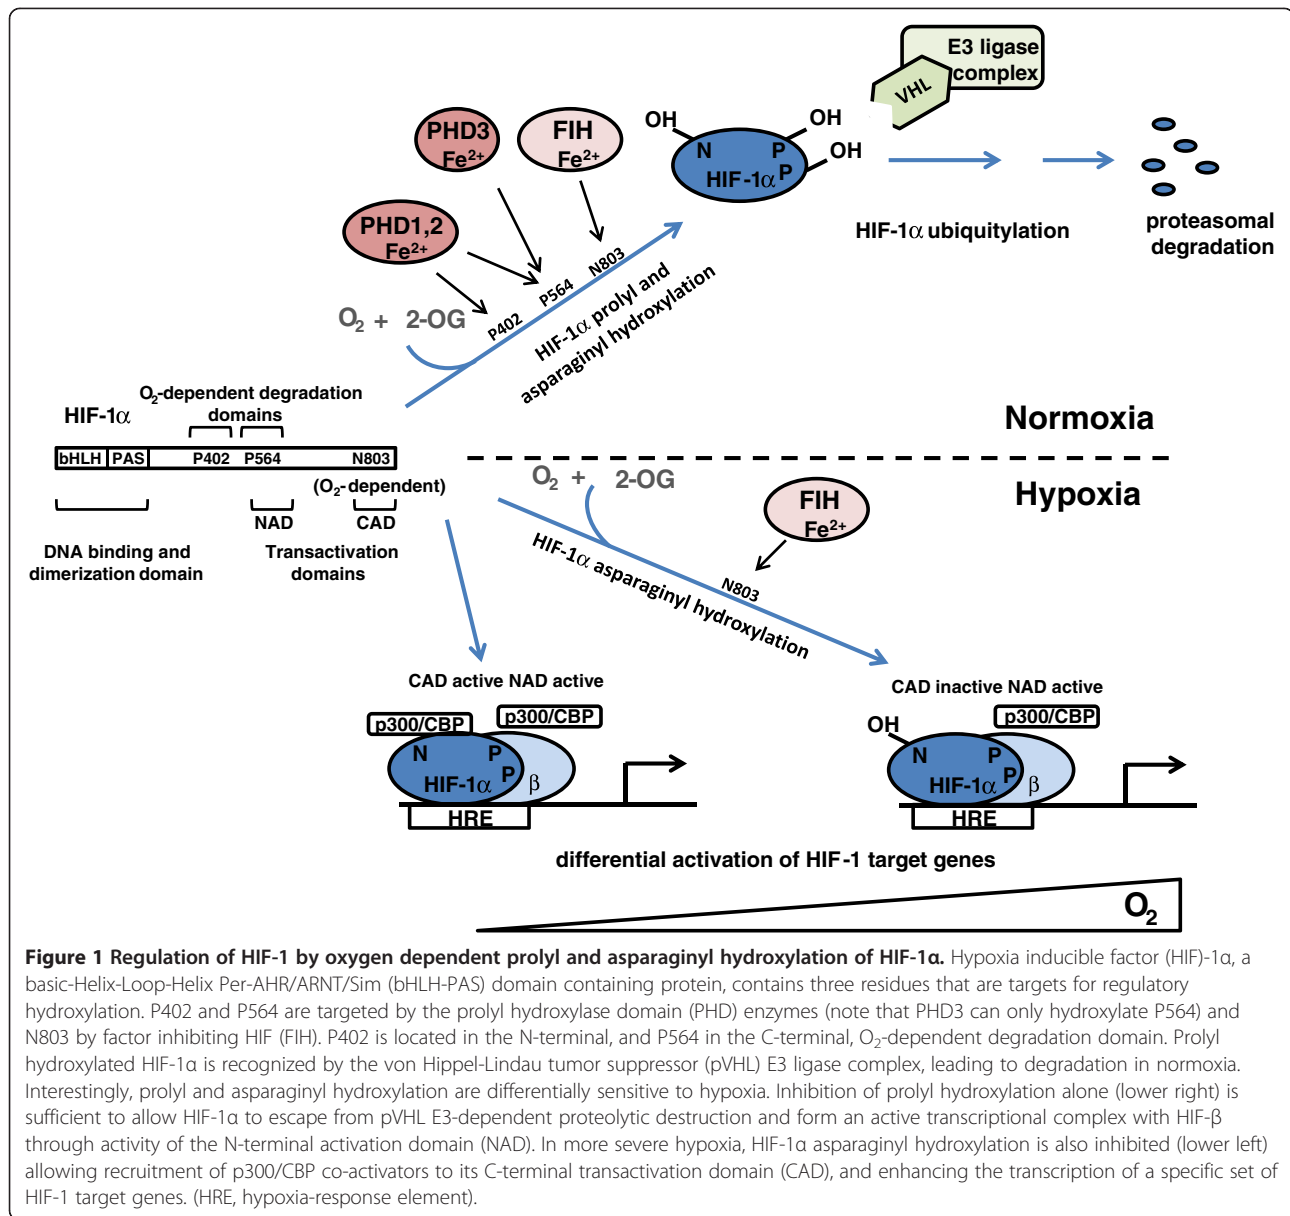 E3 ligase
complex
VHL
PHD3
Fe²⁺
FIH
Fe²⁺
OH
OH
OH
N
P
P
HIF-1α
PHD1,2
Fe²⁺
HIF-1α ubiquitylation
proteasomal
degradation
P402
P564
N803
O₂ + 2-OG
HIF-1α prolyl and
asparaginyl hydroxylation
O₂-dependent degradation
domains
HIF-1α
bHLH
PAS
P402
P564
N803
(O₂-dependent)
NAD
CAD
DNA binding and
dimerization domain
Transactivation
domains
Normoxia
Hypoxia
O₂ + 2-OG
FIH
Fe²⁺
N803
HIF-1α asparaginyl hydroxylation
CAD active NAD active
p300/CBP
p300/CBP
N
P
P
HIF-1α
β
HRE
CAD inactive NAD active
p300/CBP
OH
N
P
P
HIF-1α
β
HRE
differential activation of HIF-1 target genes
O₂
Figure 1 Regulation of HIF-1 by oxygen dependent prolyl and asparaginyl hydroxylation of HIF-1α. Hypoxia inducible factor (HIF)-1α, a
basic-Helix-Loop-Helix Per-AHR/ARNT/Sim (bHLH-PAS) domain containing protein, contains three residues that are targets for regulatory
hydroxylation. P402 and P564 are targeted by the prolyl hydroxylase domain (PHD) enzymes (note that PHD3 can only hydroxylate P564) and
N803 by factor inhibiting HIF (FIH). P402 is located in the N-terminal, and P564 in the C-terminal, O₂-dependent degradation domain. Prolyl
hydroxylated HIF-1α is recognized by the von Hippel-Lindau tumor suppressor (pVHL) E3 ligase complex, leading to degradation in normoxia.
Interestingly, prolyl and asparaginyl hydroxylation are differentially sensitive to hypoxia. Inhibition of prolyl hydroxylation alone (lower right) is
sufficient to allow HIF-1α to escape from pVHL E3-dependent proteolytic destruction and form an active transcriptional complex with HIF-β
through activity of the N-terminal activation domain (NAD). In more severe hypoxia, HIF-1α asparaginyl hydroxylation is also inhibited (lower left)
allowing recruitment of p300/CBP co-activators to its C-terminal transactivation domain (CAD), and enhancing the transcription of a specific set of
HIF-1 target genes. (HRE, hypoxia-response element).